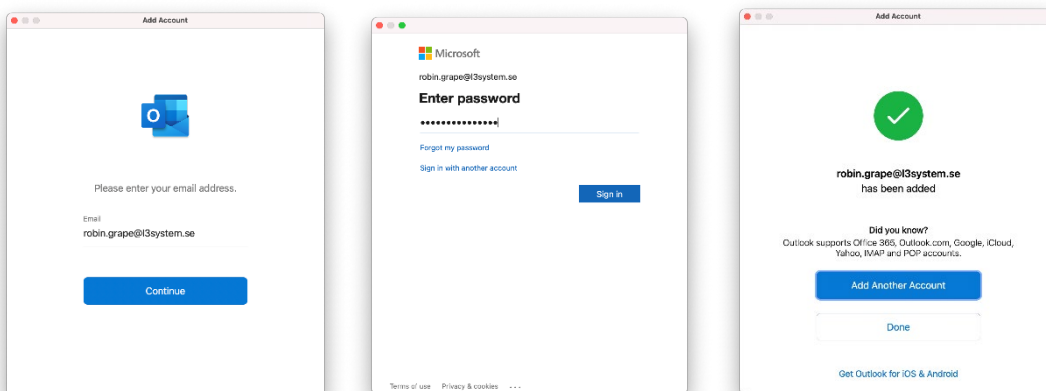 Add Account
O
Please enter your email address.
Email
robin.grape@l3system.se
Continue
Microsoft
robin.grape@l3system.se
Enter password
Forgot my password
Sign in with another account
Sign in
Terms of use Privacy & cookies ...
Add Account
robin.grape@l3system.se
has been added
Did you know?
Outlook supports Office 365, Outlook.com, Google, iCloud,
Yahoo, IMAP and POP accounts.
Add Another Account
Done
Get Outlook for iOS & Android